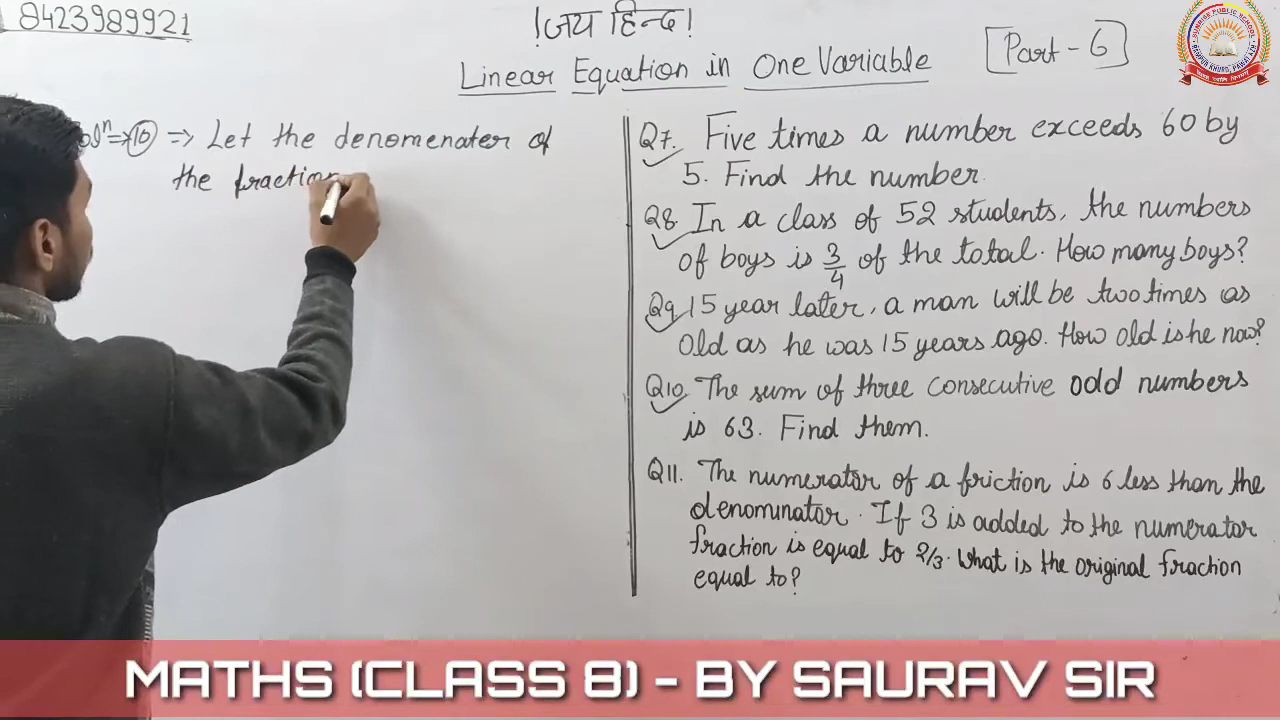 8423989921
!जय हिन्द!
Linear Equation in One Variable
[Part-6]
Solⁿ⇒(10) ⇒ Let the denomenater of
the fraction
Q7. Five times a number exceeds 60 by
5. Find the number.
Q8. In a class of 52 students, the numbers
of boys is 3/4 of the total. How many boys?
Q9 15 year later, a man will be two times as
Old as he was 15 years ago. How old is he now?
Q10 The sum of three consecutive odd numbers
is 63. Find them.
Q11. The numerator of a friction is 6 less than the
denominator. If 3 is added to the numerator
fraction is equal to 2/3. What is the original fraction
equal to?
MATHS (CLASS 8) - BY SAURAV SIR